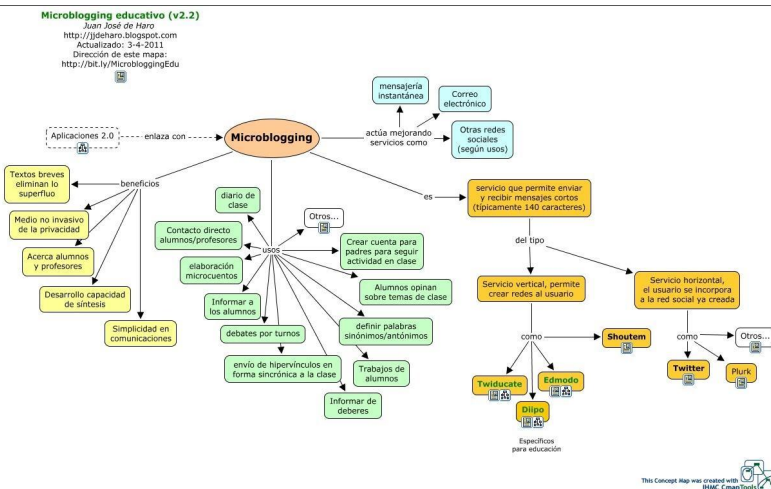 Microblogging educativo (v2.2)
Juan José de Haro
http://jjdeharo.blogspot.com
Actualizado: 3-4-2011
Dirección de este mapa:
http://bit.ly/MicrobloggingEdu
mensajería
instantánea
Correo
electrónico
Otras redes
sociales
(según usos)
actúa mejorando
servicios como
Aplicaciones 2.0
enlaza con
Microblogging
beneficios
Textos breves
eliminan lo
superfluo
Medio no invasivo
de la privacidad
Acerca alumnos
y profesores
Desarrollo capacidad
de síntesis
Simplicidad en
comunicaciones
usos
diario de
clase
Otros...
Contacto directo
alumnos/profesores
Crear cuenta para
padres para seguir
actividad en clase
elaboración
microcuentos
Alumnos opinan
sobre temas de clase
Informar a
los alumnos
definir palabras
sinónimos/antónimos
debates por turnos
envío de hipervínculos en
forma sincrónica a la clase
Trabajos de
alumnos
Informar de
deberes
es
servicio que permite enviar
y recibir mensajes cortos
(típicamente 140 caracteres)
del tipo
Servicio vertical, permite
crear redes al usuario
Servicio horizontal,
el usuario se incorpora
a la red social ya creada
como
Shoutem
Twiducate
Edmodo
Diipo
Específicos
para educación
como
Otros...
Twitter
Plurk
This Concept Map was created with
IHMC CmapTools